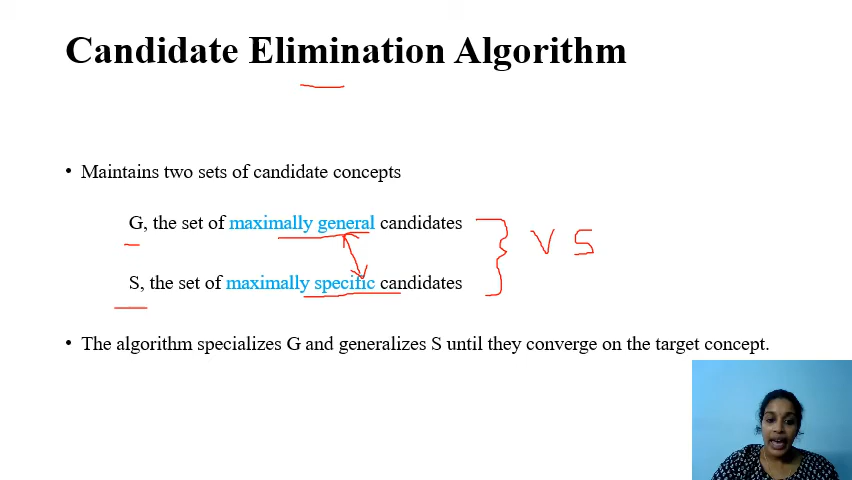 Candidate Elimination Algorithm
• Maintains two sets of candidate concepts
G, the set of maximally general candidates
V S
S, the set of maximally specific candidates
• The algorithm specializes G and generalizes S until they converge on the target concept.